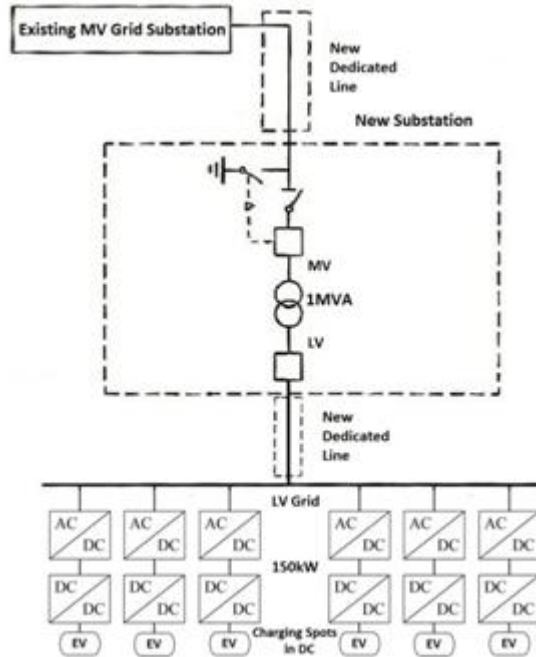 Existing MV Grid Substation
New
Dedicated
Line
New Substation
MV
1MVA
LV
New
Dedicated
Line
LV Grid
AC AC AC AC AC AC
DC DC DC DC DC DC
150kW
DC DC DC DC DC DC
DC DC DC DC DC DC
EV EV EV Charging Spots EV EV EV
in DC